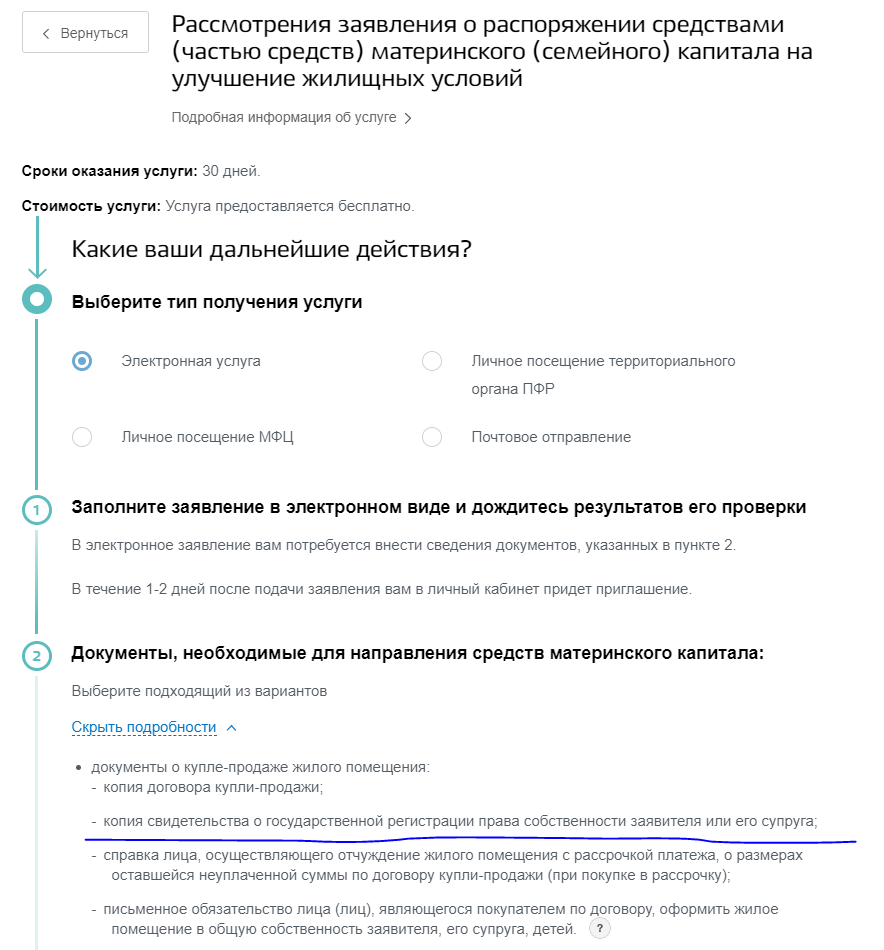 Вернуться
Рассмотрения заявления о распоряжении средствами
(частью средств) материнского (семейного) капитала на
улучшение жилищных условий
Подробная информация об услуге
Сроки оказания услуги: 30 дней.
Стоимость услуги: Услуга предоставляется бесплатно.
Какие ваши дальнейшие действия?
Выберите тип получения услуги
Электронная услуга
Личное посещение территориального
органа ПФР
Личное посещение МФЦ
Почтовое отправление
1
Заполните заявление в электронном виде и дождитесь результатов его проверки
В электронное заявление вам потребуется внести сведения документов, указанных в пункте 2.
В течение 1-2 дней после подачи заявления вам в личный кабинет придет приглашение.
2
Документы, необходимые для направления средств материнского капитала:
Выберите подходящий из вариантов
Скрыть подробности
• документы о купле-продаже жилого помещения:
- копия договора купли-продажи;
- копия свидетельства о государственной регистрации права собственности заявителя или его супруга;
- справка лица, осуществляющего отчуждение жилого помещения с рассрочкой платежа, о размерах
оставшейся неуплаченной суммы по договору купли-продажи (при покупке в рассрочку);
- письменное обязательство лица (лиц), являющегося покупателем по договору, оформить жилое
помещение в общую собственность заявителя, его супруга, детей. ?